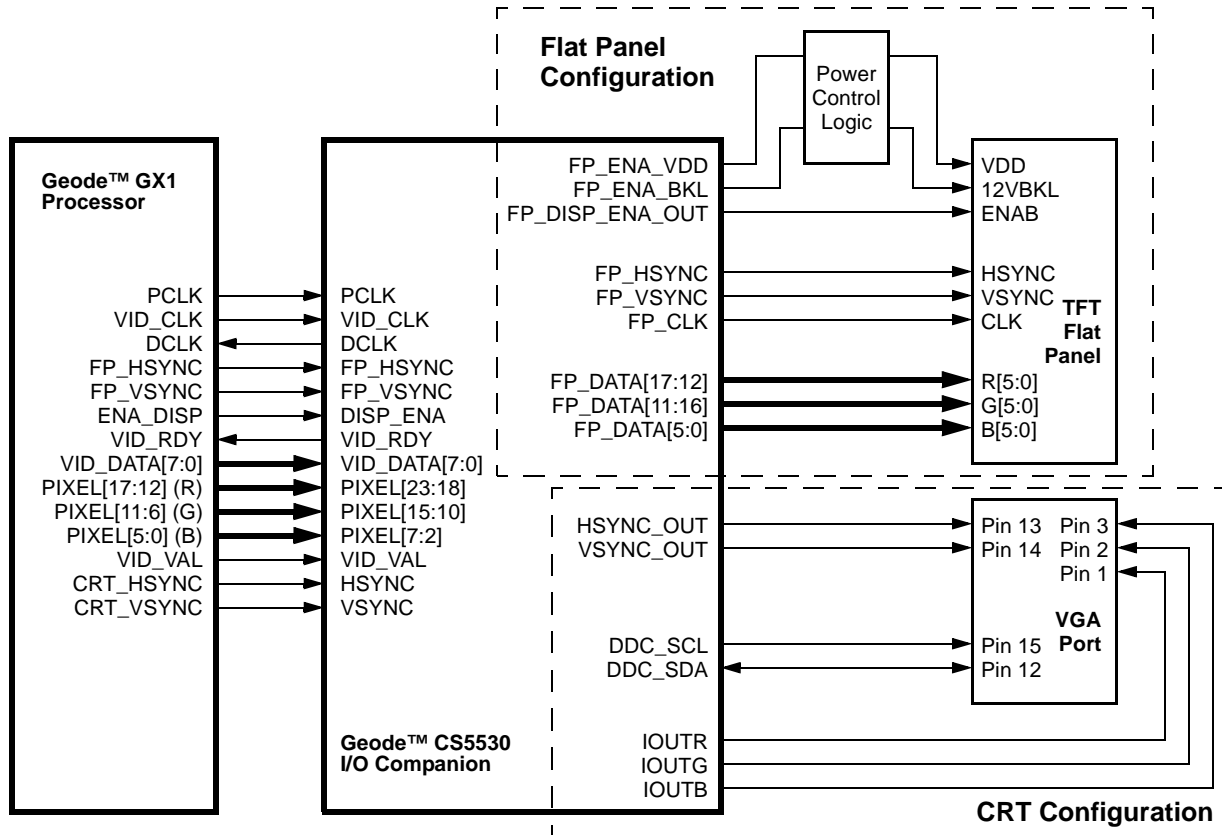 Flat Panel
Configuration
Power
Control
Logic
Geode™ GX1
Processor
PCLK
VID_CLK
DCLK
FP_HSYNC
FP_VSYNC
ENA_DISP
VID_RDY
VID_DATA[7:0]
PIXEL[17:12] (R)
PIXEL[11:6] (G)
PIXEL[5:0] (B)
VID_VAL
CRT_HSYNC
CRT_VSYNC
PCLK
VID_CLK
DCLK
FP_HSYNC
FP_VSYNC
DISP_ENA
VID_RDY
VID_DATA[7:0]
PIXEL[23:18]
PIXEL[15:10]
PIXEL[7:2]
VID_VAL
HSYNC
VSYNC
Geode™ CS5530
I/O Companion
FP_ENA_VDD
FP_ENA_BKL
FP_DISP_ENA_OUT
FP_HSYNC
FP_VSYNC
FP_CLK
FP_DATA[17:12]
FP_DATA[11:16]
FP_DATA[5:0]
HSYNC_OUT
VSYNC_OUT
DDC_SCL
DDC_SDA
IOUTR
IOUTG
IOUTB
VDD
12VBKL
ENAB
HSYNC
VSYNC
CLK
TFT
Flat
Panel
R[5:0]
G[5:0]
B[5:0]
Pin 13 Pin 3
Pin 14 Pin 2
Pin 1
VGA
Port
Pin 15
Pin 12
CRT Configuration